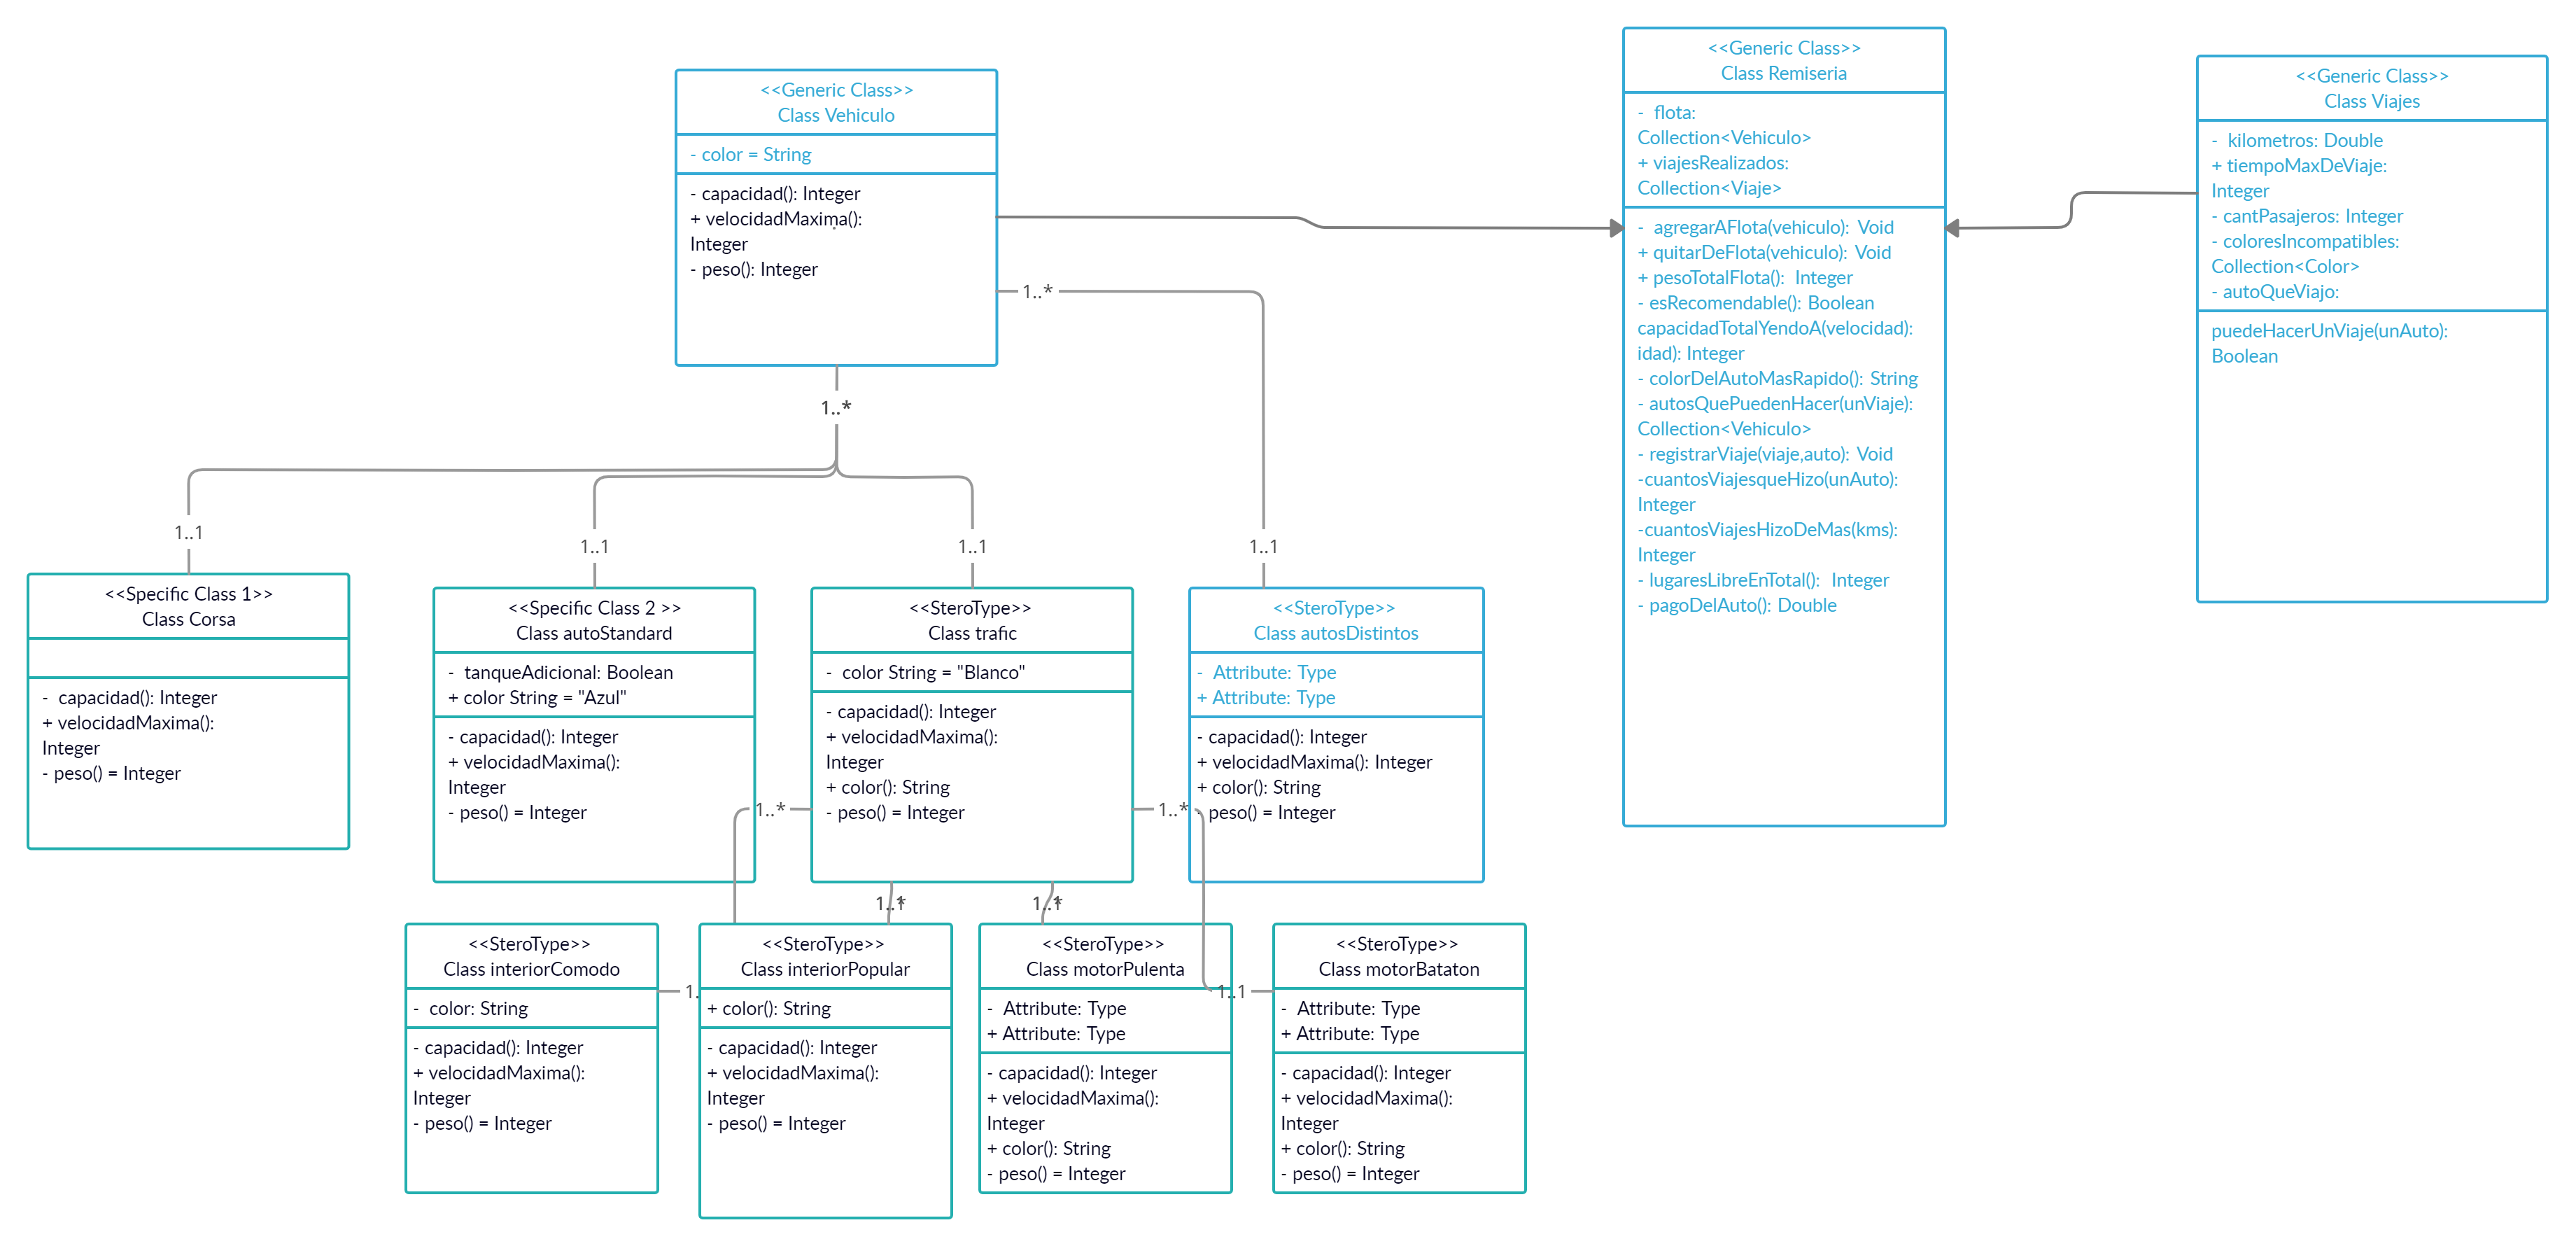 <<Generic Class>>
Class Vehiculo
- color = String
- capacidad(): Integer
+ velocidadMaxima():
Integer
- peso(): Integer
<<Generic Class>>
Class Remiseria
- flota:
Collection<Vehiculo>
+ viajesRealizados:
Collection<Viaje>
- agregarAFlota(vehiculo): Void
+ quitarDeFlota(vehiculo): Void
+ pesoTotalFlota(): Integer
- esRecomendable(): Boolean
capacidadTotalYendoA(velocidad):
idad): Integer
- colorDelAutoMasRapido(): String
- autosQuePuedenHacer(unViaje):
Collection<Vehiculo>
- registrarViaje(viaje,auto): Void
-cuantosViajesqueHizo(unAuto):
Integer
-cuantosViajesHizoDeMas(kms):
Integer
- lugaresLibreEnTotal(): Integer
- pagoDelAuto(): Double
<<Generic Class>>
Class Viajes
- kilometros: Double
+ tiempoMaxDeViaje:
Integer
- cantPasajeros: Integer
- coloresIncompatibles:
Collection<Color>
- autoQueViajo:
puedeHacerUnViaje(unAuto):
Boolean
1..*
1..*
1..1
1..1
1..1
1..1
<<Specific Class 1>>
Class Corsa
- capacidad(): Integer
+ velocidadMaxima():
Integer
- peso() = Integer
<<Specific Class 2 >>
Class autoStandard
- tanqueAdicional: Boolean
+ color String = "Azul"
- capacidad(): Integer
+ velocidadMaxima():
Integer
- peso() = Integer
<<SteroType>>
Class trafic
- color String = "Blanco"
- capacidad(): Integer
+ velocidadMaxima():
Integer
+ color(): String
- peso() = Integer
<<SteroType>>
Class autosDistintos
- Attribute: Type
+ Attribute: Type
- capacidad(): Integer
+ velocidadMaxima(): Integer
+ color(): String
- peso() = Integer
1..*
1..*
<<SteroType>>
Class interiorComodo
- color: String
- capacidad(): Integer
+ velocidadMaxima():
Integer
- peso() = Integer
1.
<<SteroType>>
Class interiorPopular
+ color(): String
- capacidad(): Integer
+ velocidadMaxima():
Integer
- peso() = Integer
<<SteroType>>
Class motorPulenta
- Attribute: Type
+ Attribute: Type
- capacidad(): Integer
+ velocidadMaxima():
Integer
+ color(): String
- peso() = Integer
1..1
<<SteroType>>
Class motorBataton
- Attribute: Type
+ Attribute: Type
- capacidad(): Integer
+ velocidadMaxima():
Integer
+ color(): String
- peso() = Integer